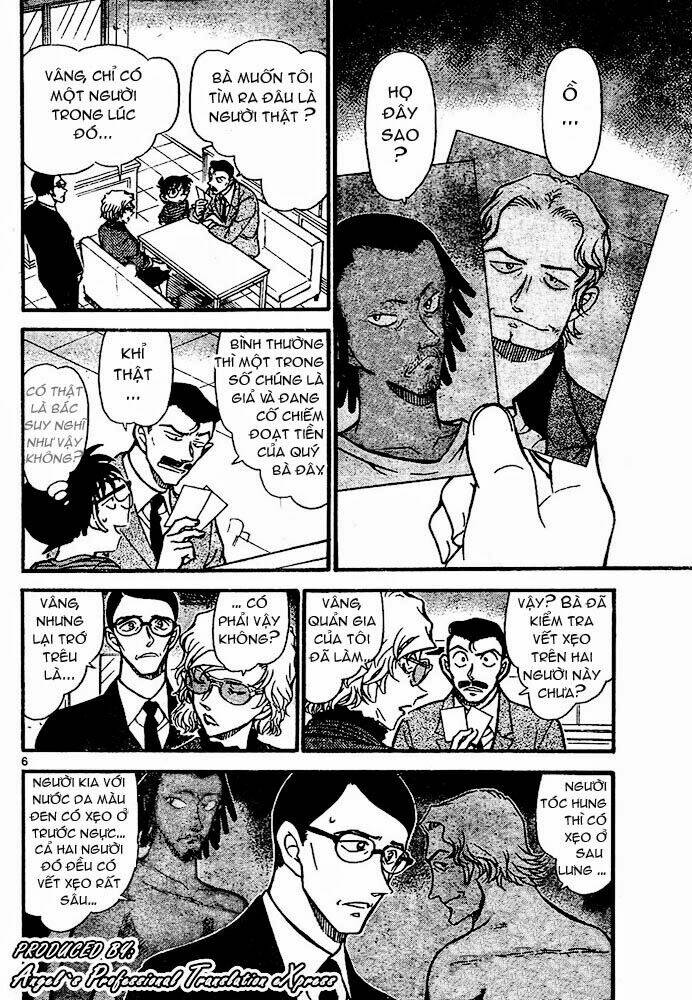 Ồ
...
HỌ
ĐÂY
SAO
?
BÀ MUỐN TÔI
TÌM RA ĐÂU LÀ
NGƯỜI THẬT ?
VÂNG, CHỈ CÓ
MỘT NGƯỜI
TRONG LÚC
ĐÓ...
BÌNH THƯỜNG
THÌ MỘT TRONG
SỐ CHÚNG LÀ
GIẢ VÀ ĐANG
CỐ CHIẾM
ĐOẠT TIỀN
CỦA QUÝ
BÀ ĐÂY.
KHỈ
THẬT
...
CÓ THẬT
LÀ BÁC
SUY NGHĨ
NHƯ VẬY
KHÔNG?
VẬY? BÀ ĐÃ
KIỂM TRA
VẾT XẸO
TRÊN HAI
NGƯỜI NÀY
CHƯA?
VÂNG,
QUẢN GIA
CỦA TÔI
ĐÃ LÀM.
... CÓ
PHẢI VẬY
KHÔNG?
VÂNG,
NHƯNG
LẠI TRỚ
TRÊU
LÀ...
6
NGƯỜI
TÓC HUNG
THÌ CÓ
XẸO Ở
SAU
LƯNG ...
NGƯỜI KIA VỚI
NƯỚC DA MÀU
ĐEN CÓ XẸO Ở
TRƯỚC NGỰC...
CẢ HAI NGƯỜI
ĐÓ ĐỀU CÓ
VẾT XẸO RẤT
SÂU...
PRODUCED BY:
Angel's Professional Translation eXpress